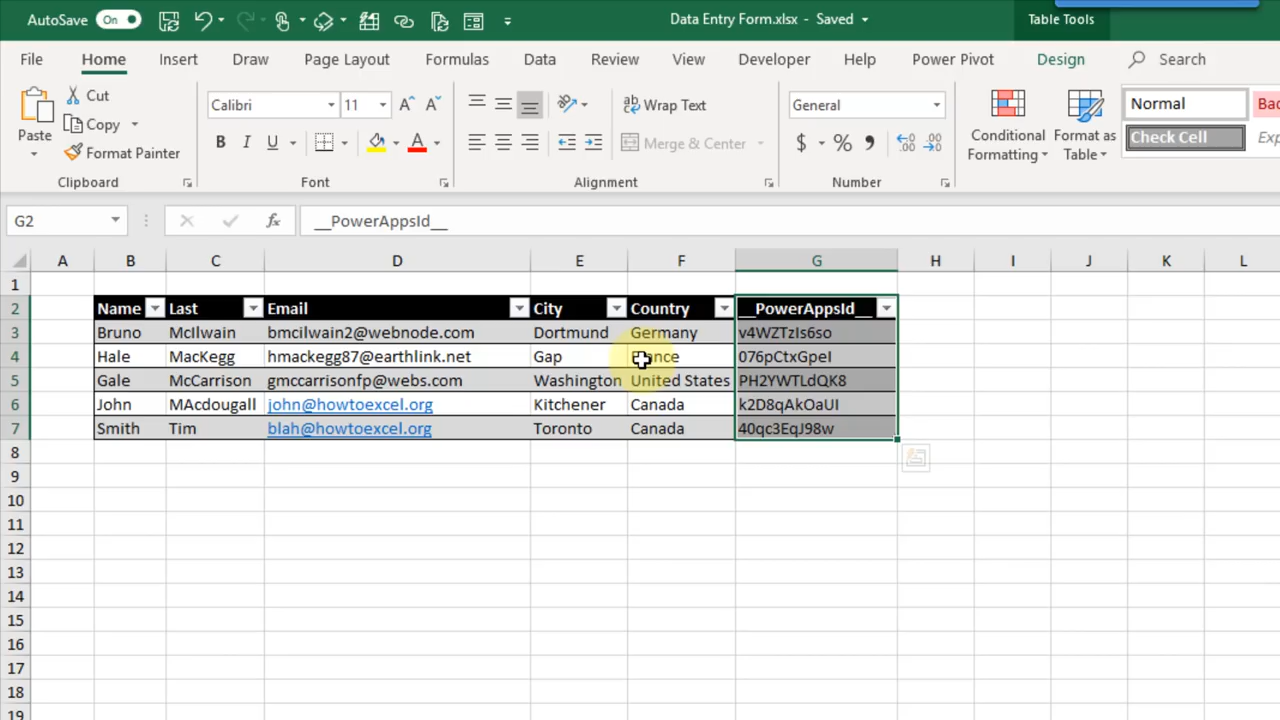 AutoSave On Data Entry Form.xlsx - Saved Table Tools
File Home Insert Draw Page Layout Formulas Data Review View Developer Help Power Pivot Design Search
Paste Cut Copy Format Painter
Clipboard
Calibri 11
B I U A
Font
Wrap Text
Merge & Center
Alignment
General
$ % 9 .00
Number
Conditional Formatting
Format as Table
Normal
Check Cell
G2 fx __PowerAppsId__
A B C D E F G H I J K L
1
2 Name Last Email City Country __PowerAppsId__
3 Bruno McIlwain bmcilwain2@webnode.com Dortmund Germany v4WZTzIs6so
4 Hale MacKegg hmackegg87@earthlink.net Gap France 076pCtxGpeI
5 Gale McCarrison gmccarrisonfp@webs.com Washington United States PH2YWTLdQK8
6 John MAcdougall john@howtoexcel.org Kitchener Canada k2D8qAkOaUI
7 Smith Tim blah@howtoexcel.org Toronto Canada 40qc3EqJ98w
8
9
10
11
12
13
14
15
16
17
18
19